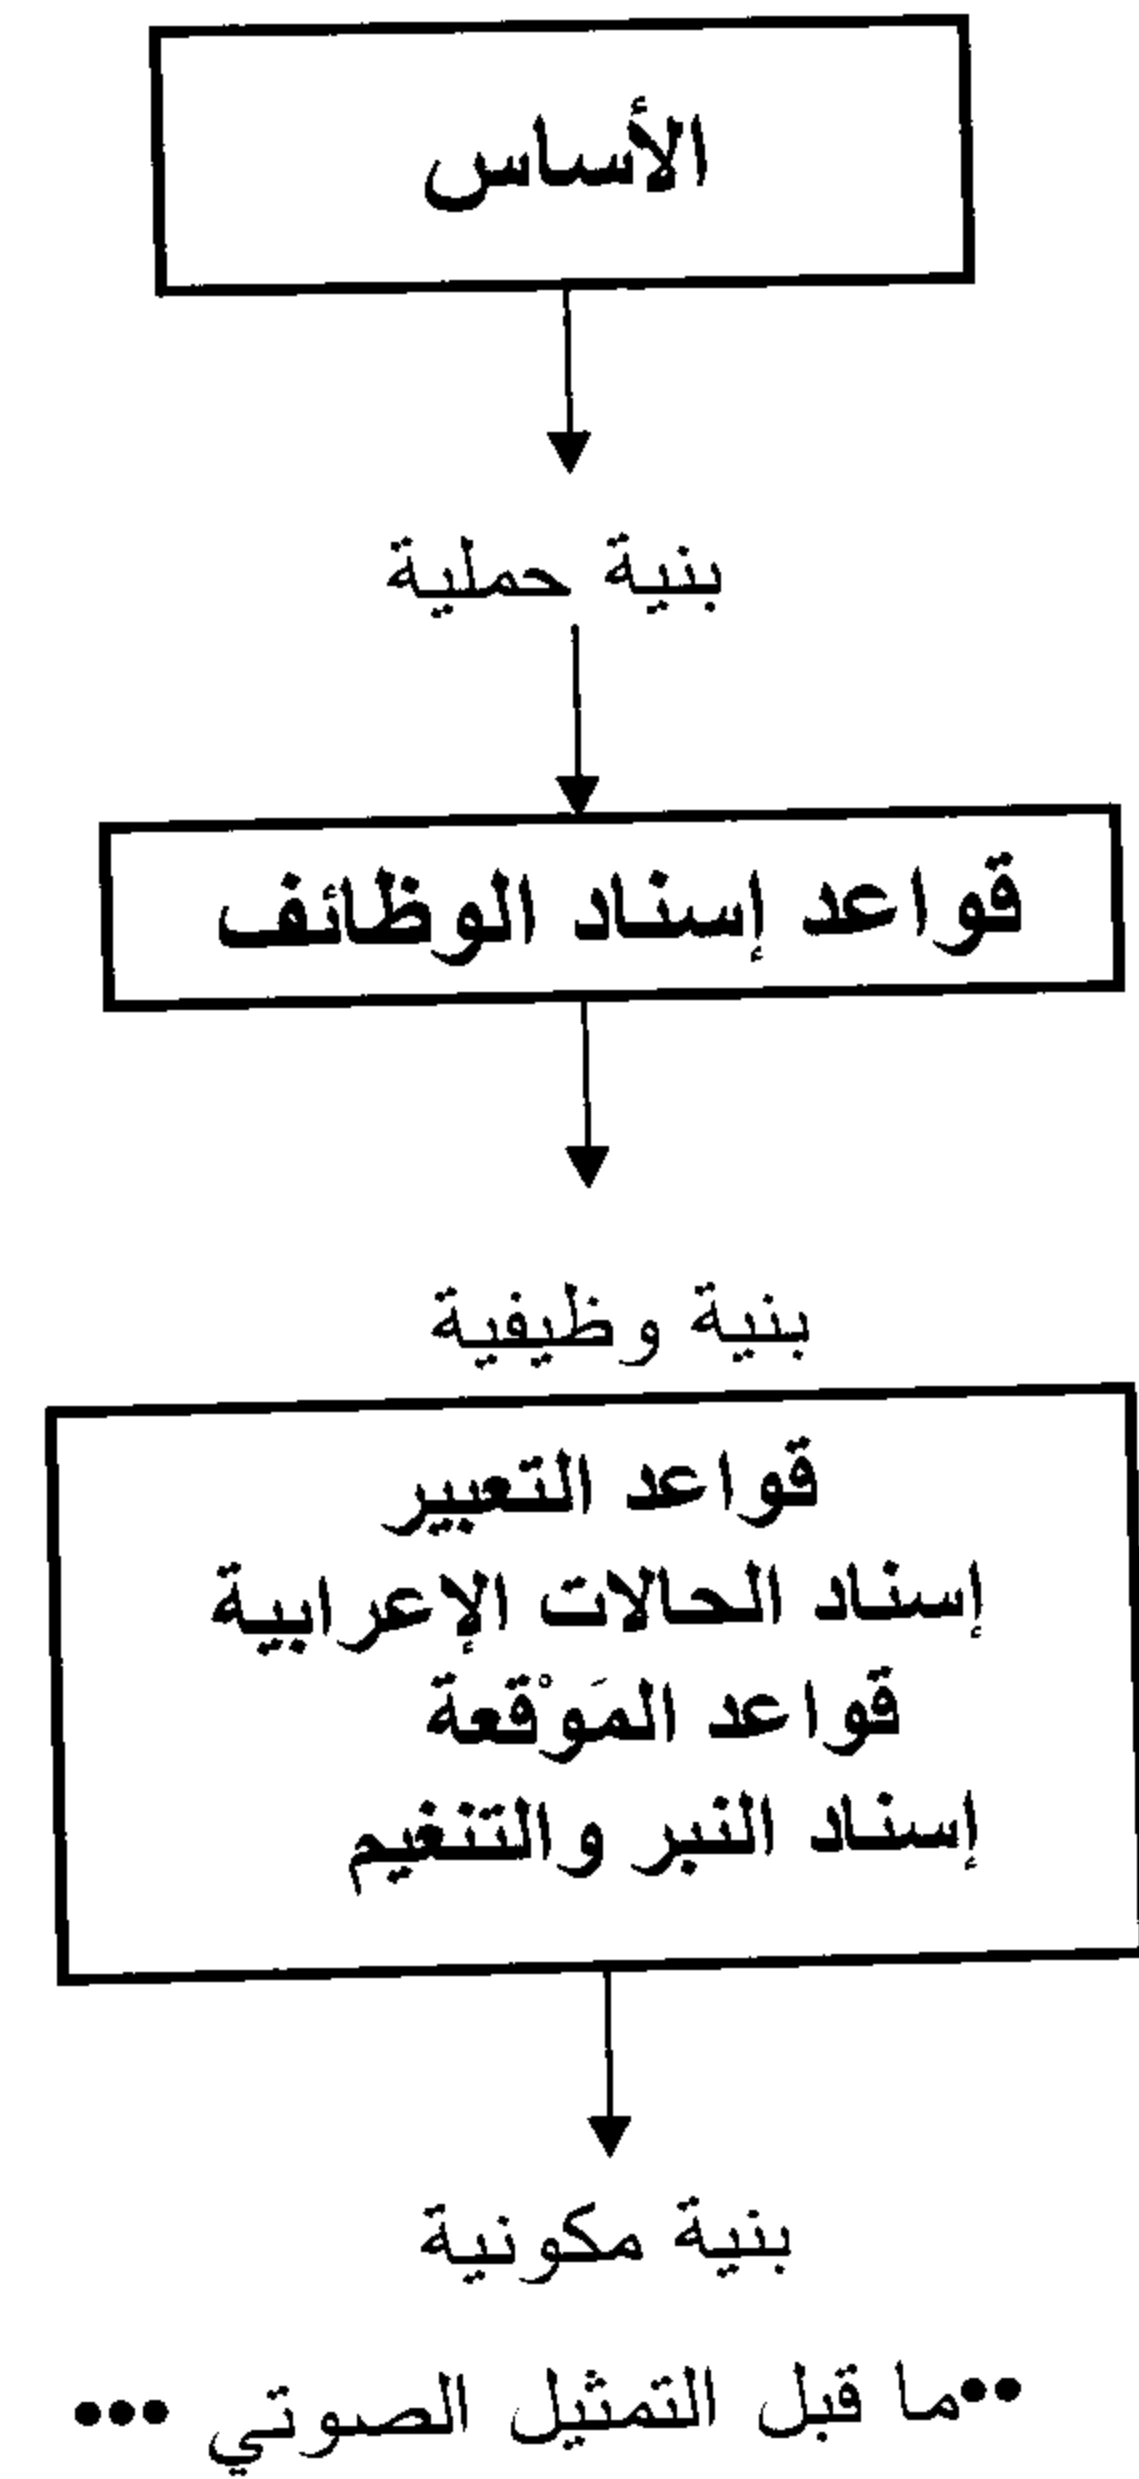 الأساس
بنية حملية
قواعد إسناد الوظائف
بنية وظيفية
قواعد التعبير
إسناد الحالات الإعرابية
قواعد المَوْقعة
إسناد النبر والتنغيم
بنية مكونية
••ما قبل التمثيل الصوتي •••